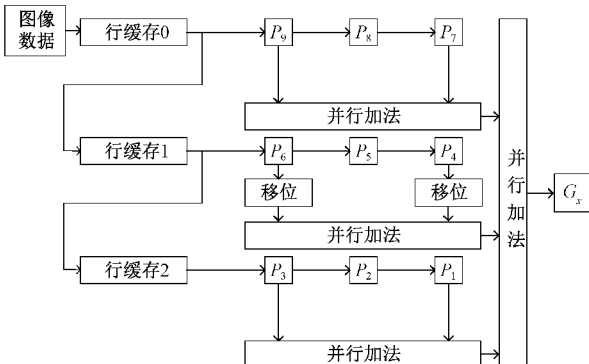 图像
数据
行缓存0
P₉
P₈
P₇
并行加法
行缓存1
P₆
P₅
P₄
移位
移位
并行加法
行缓存2
P₃
P₂
P₁
并行加法
并行加法
Gₓ